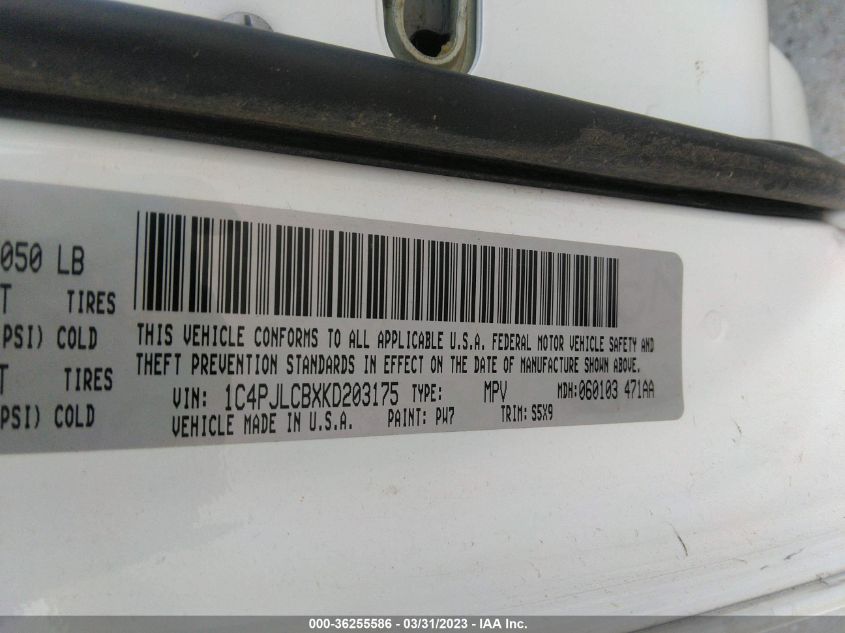 050 LB
T TIRES
PSI) COLD
T TIRES
PSI) COLD
THIS VEHICLE CONFORMS TO ALL APPLICABLE U.S.A. FEDERAL MOTOR VEHICLE SAFETY AND
THEFT PREVENTION STANDARDS IN EFFECT ON THE DATE OF MANUFACTURE SHOWN ABOVE.
VIN: 1C4PJLCBXKD203175 TYPE: MPV MDH:060103 471AA
VEHICLE MADE IN U.S.A. PAINT: PW7 TRIM: S5X9
000-36255586 - 03/31/2023 - IAA Inc.